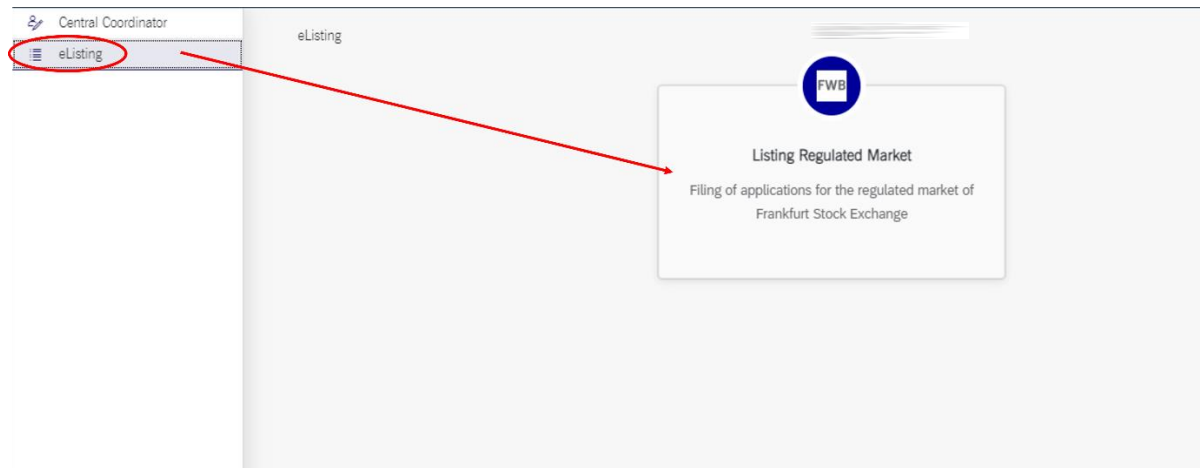 Central Coordinator
eListing
eListing
FWB
Listing Regulated Market
Filing of applications for the regulated market of
Frankfurt Stock Exchange